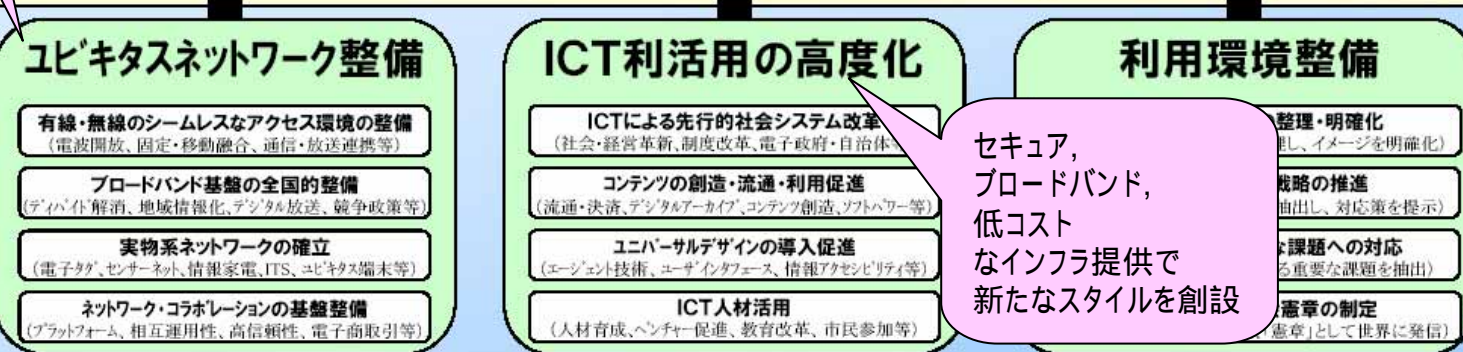 ユビキタスネットワーク整備
有線・無線のシームレスなアクセス環境の整備
(電波開放、固定・移動融合、通信・放送連携等)
ブロードバンド基盤の全国的整備
(デバイド解消、地域情報化、デジタル放送、競争政策等)
実物系ネットワークの確立
(電子タグ、センサーネット、情報家電、ITS、ユビキタス端末等)
ネットワーク・コラボレーションの基盤整備
(プラットフォーム、相互運用性、高信頼性、電子商取引等)
ICT利活用の高度化
ICTによる先行的社会システム改革
(社会・経営革新、制度改革、電子政府・自治体
コンテンツの創造・流通・利用促進
(流通・決済、デジタルアーカイブ、コンテンツ創造、ソフトパワー等)
ユニバーサルデザインの導入促進
(エージェント技術、ユーザインタフェース、情報アクセシビリティ等)
ICT人材活用
(人材育成、ベンチャー促進、教育改革、市民参加等)
セキュア,
ブロードバンド,
低コスト
なインフラ提供で
新たなスタイルを創設
利用環境整備
整理・明確化
し、イメージを明確化)
戦略の推進
抽出し、対応策を提示)
課題への対応
る重要な課題を抽出)
憲章の制定
「憲章」として世界に発信)